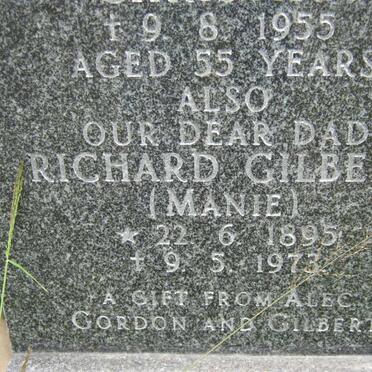 † 9 8 1955
AGED 55 YEARS
ALSO
OUR DEAR DAD
RICHARD GILBE
(MANIE)
★ 22. 6. 1895
† 9. 5. 1973
A GIFT FROM ALEC
GORDON AND GILBERT